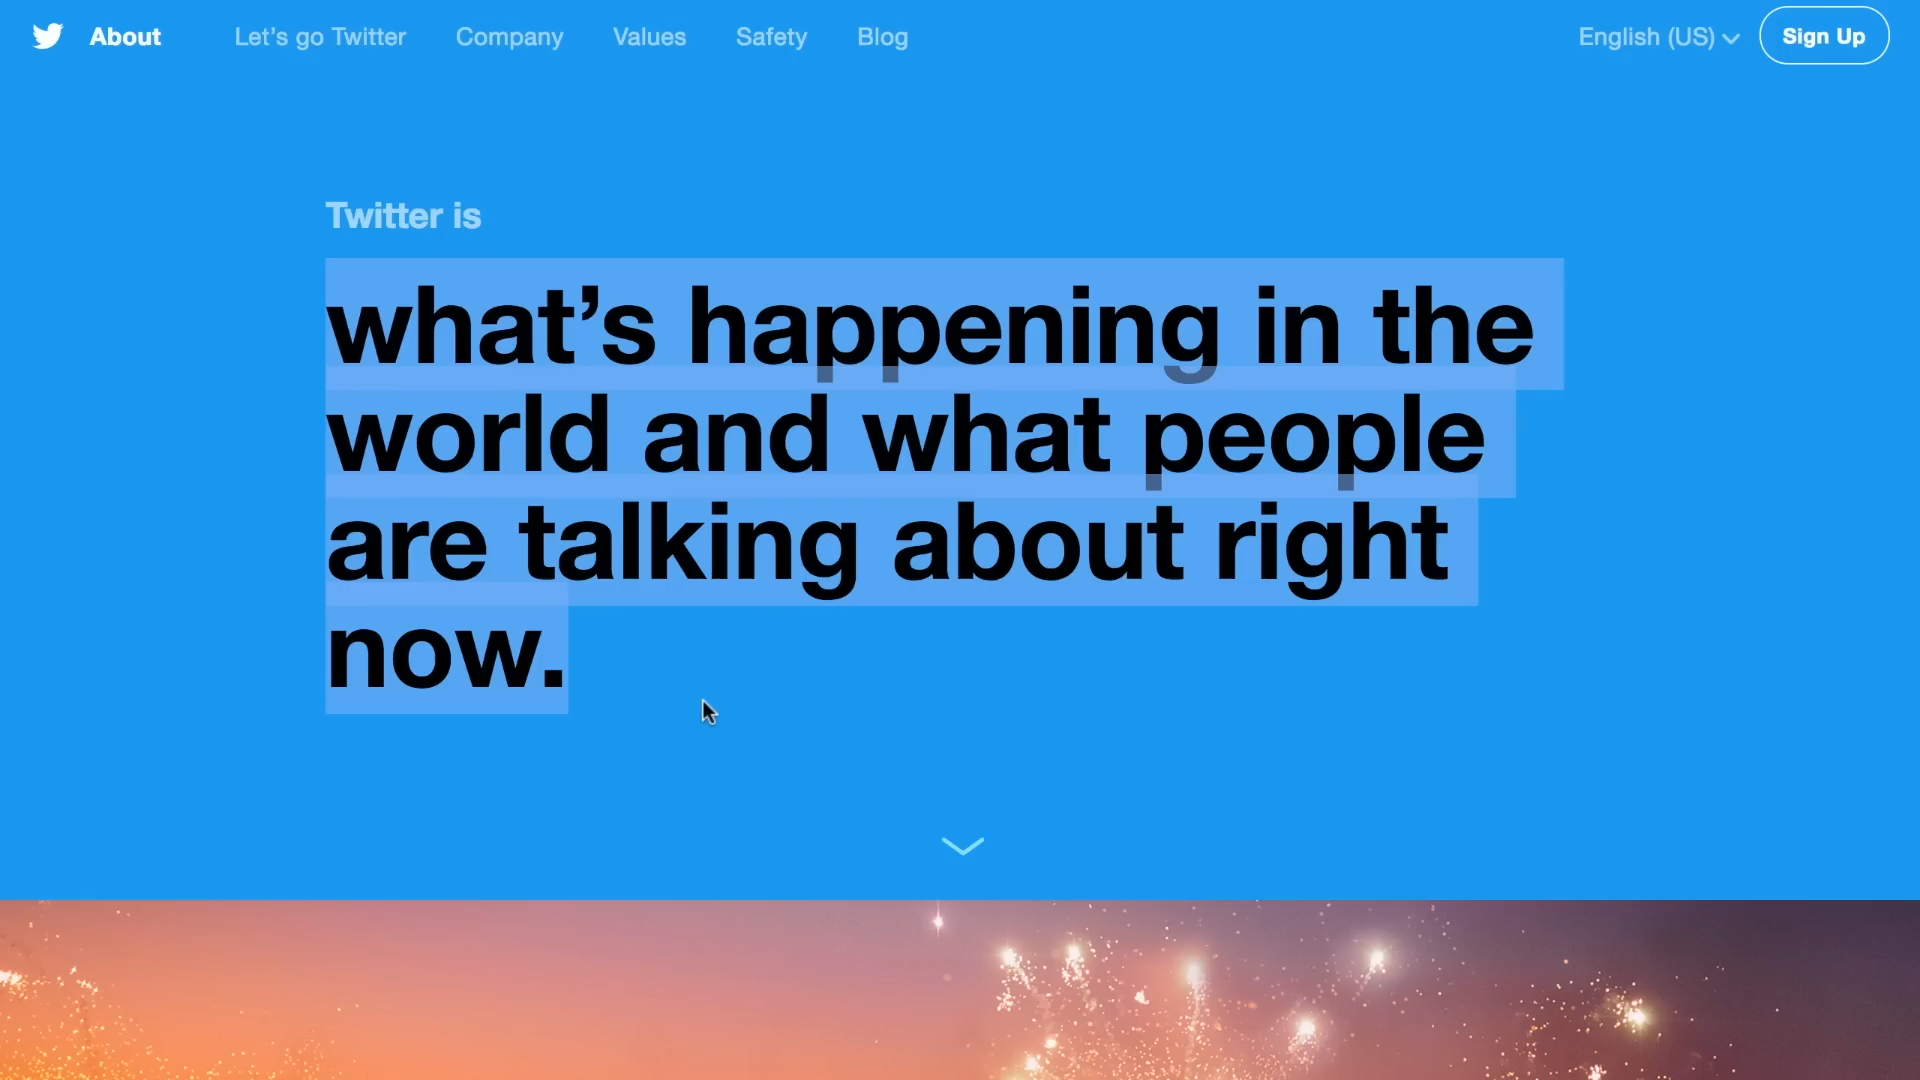 About
Let’s go Twitter
Company
Values
Safety
Blog
English (US)
Sign Up
Twitter is
what’s happening in the
world and what people
are talking about right
now.